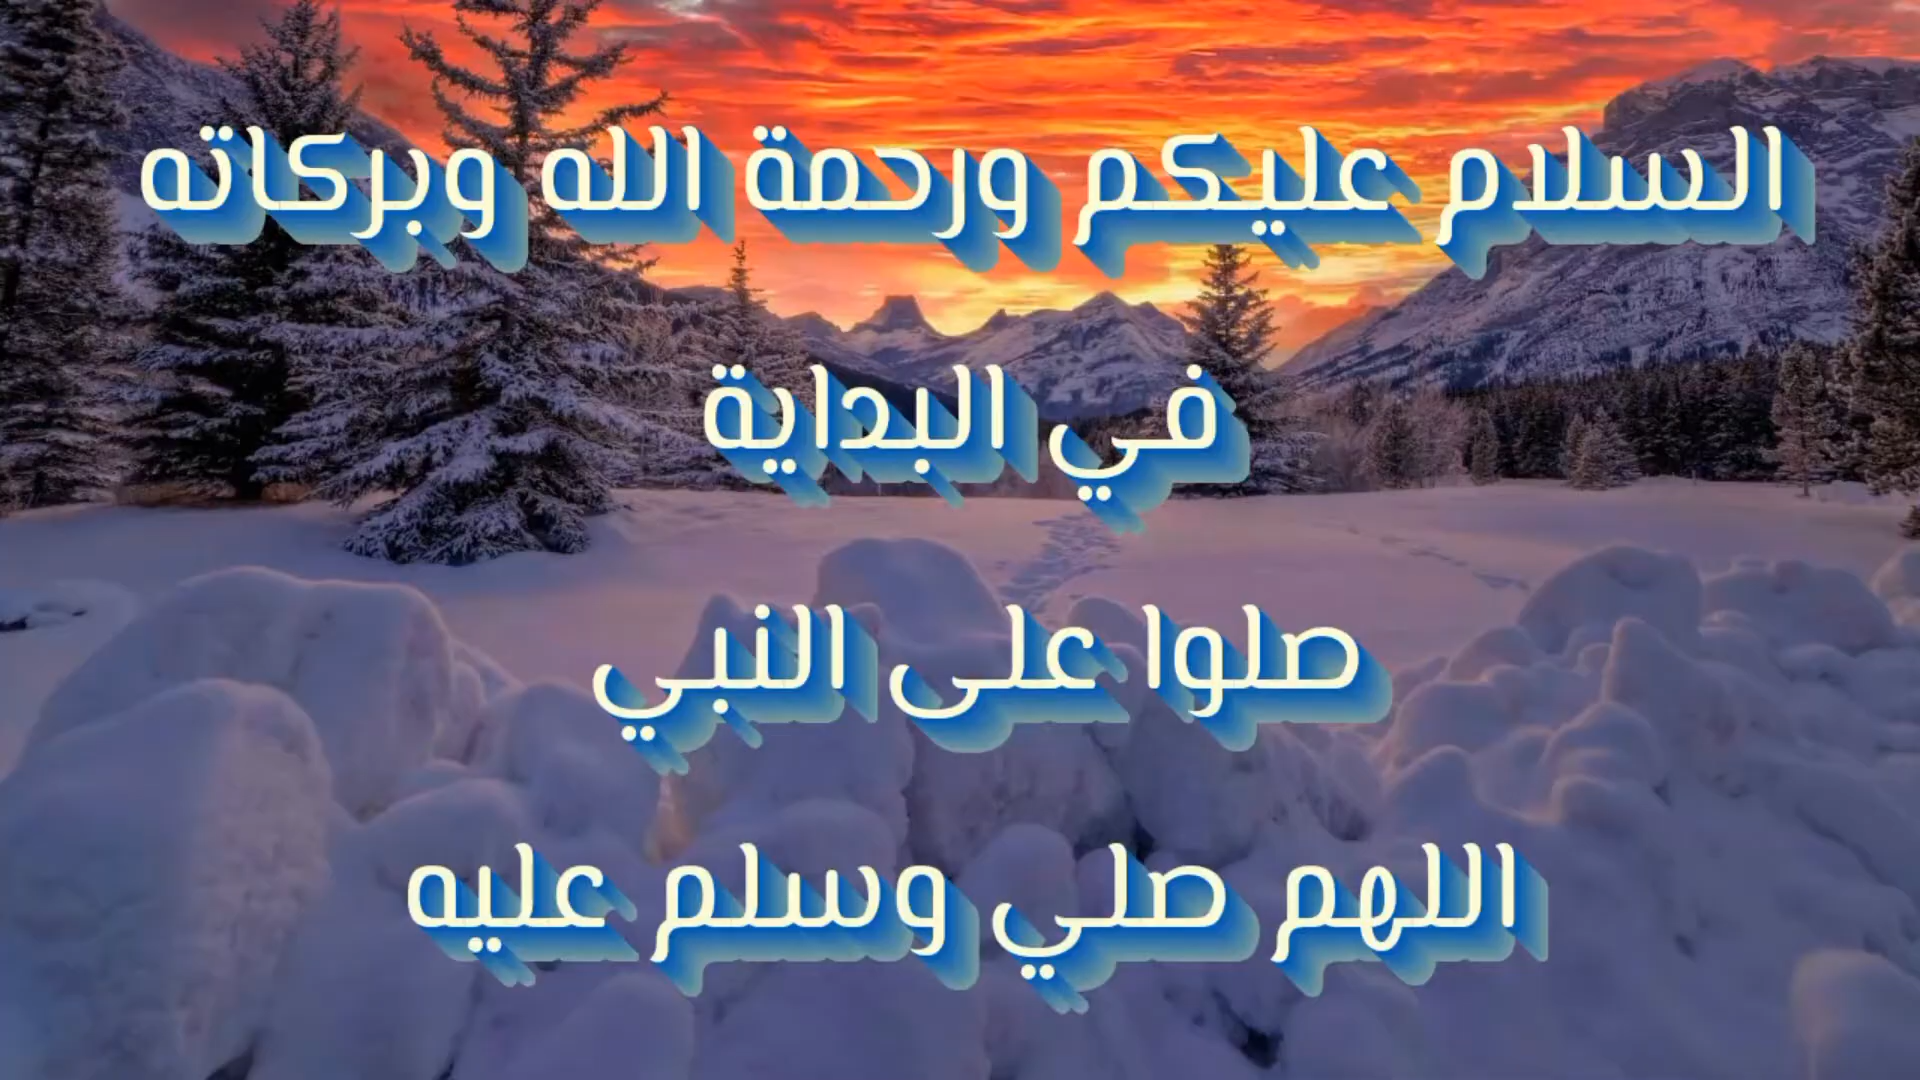 السلام عليكم ورحمة الله وبركاته
في البداية
صلوا على النبي
اللهم صلي وسلم عليه